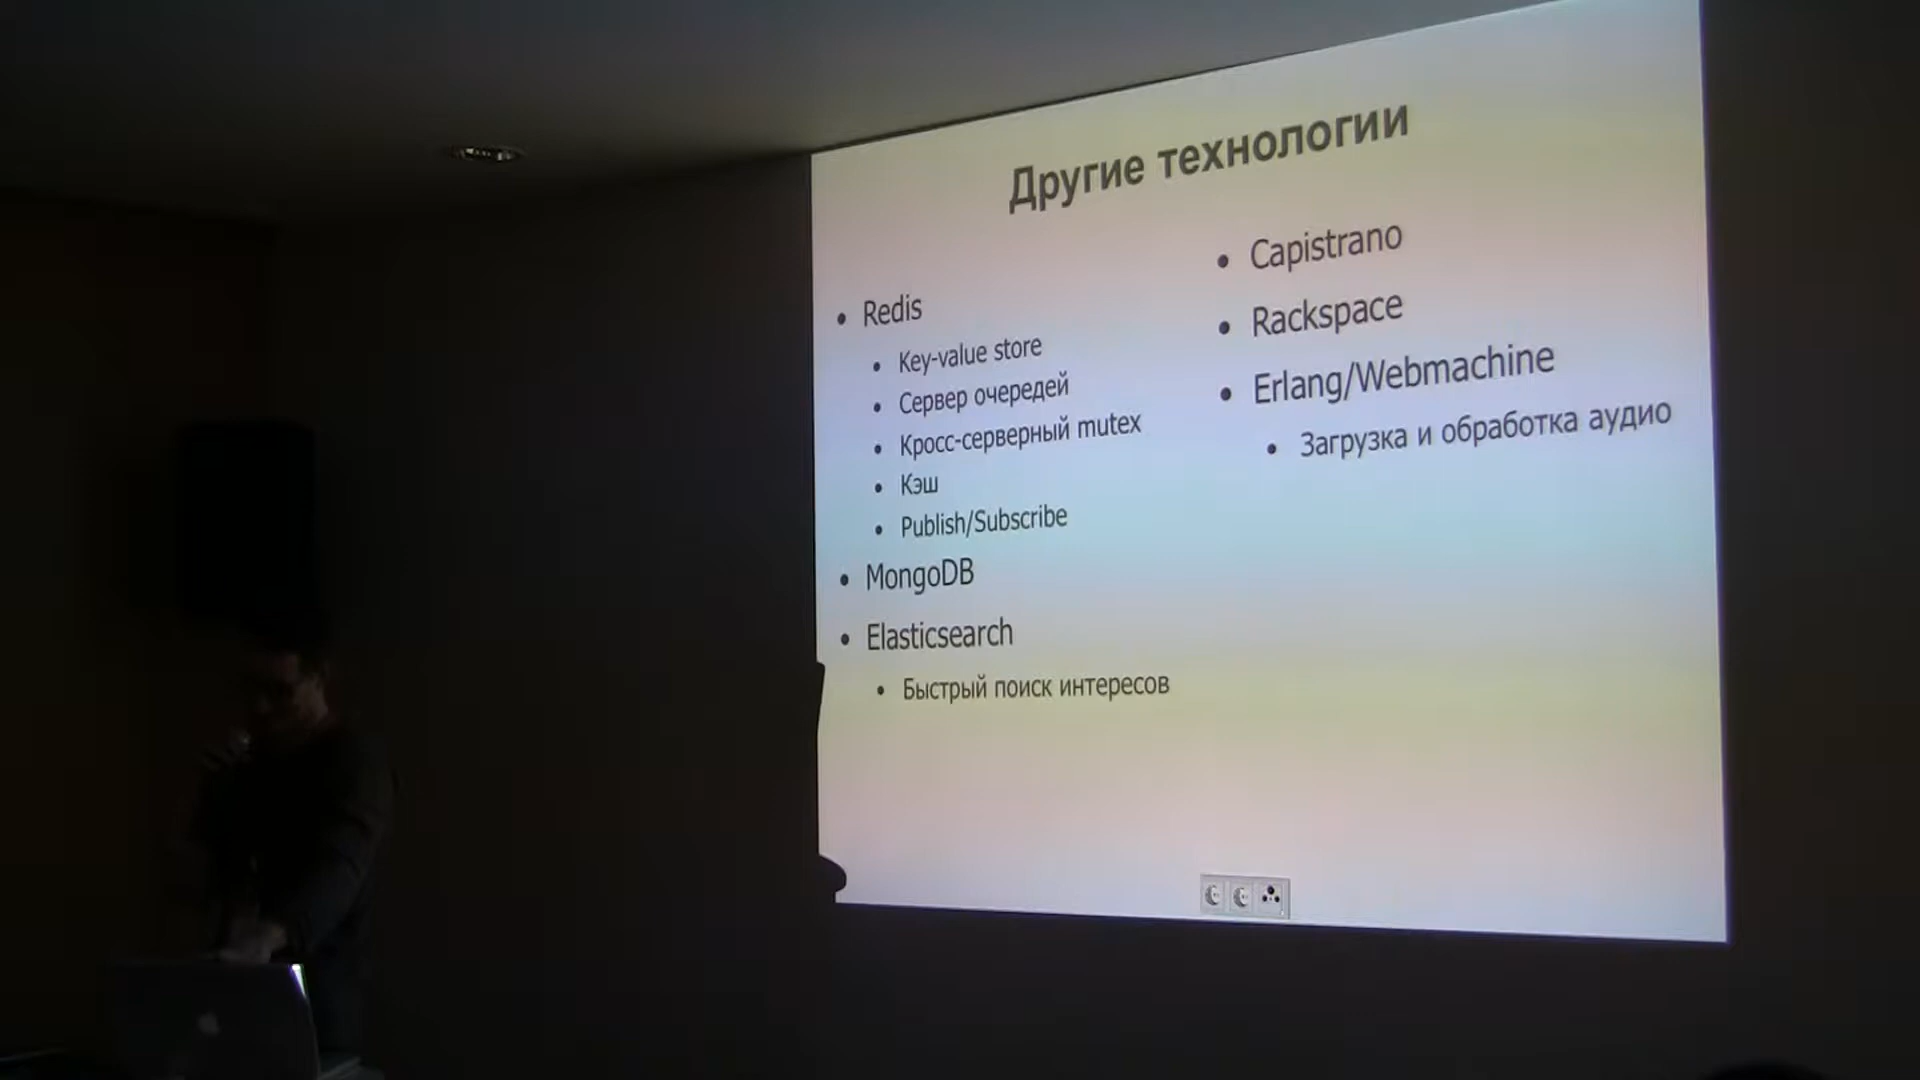 Другие технологии
Redis
Key-value store
Сервер очередей
Кросс-серверный mutex
Кэш
Publish/Subscribe
MongoDB
Elasticsearch
Быстрый поиск интересов
Capistrano
Rackspace
Erlang/Webmachine
Загрузка и обработка аудио